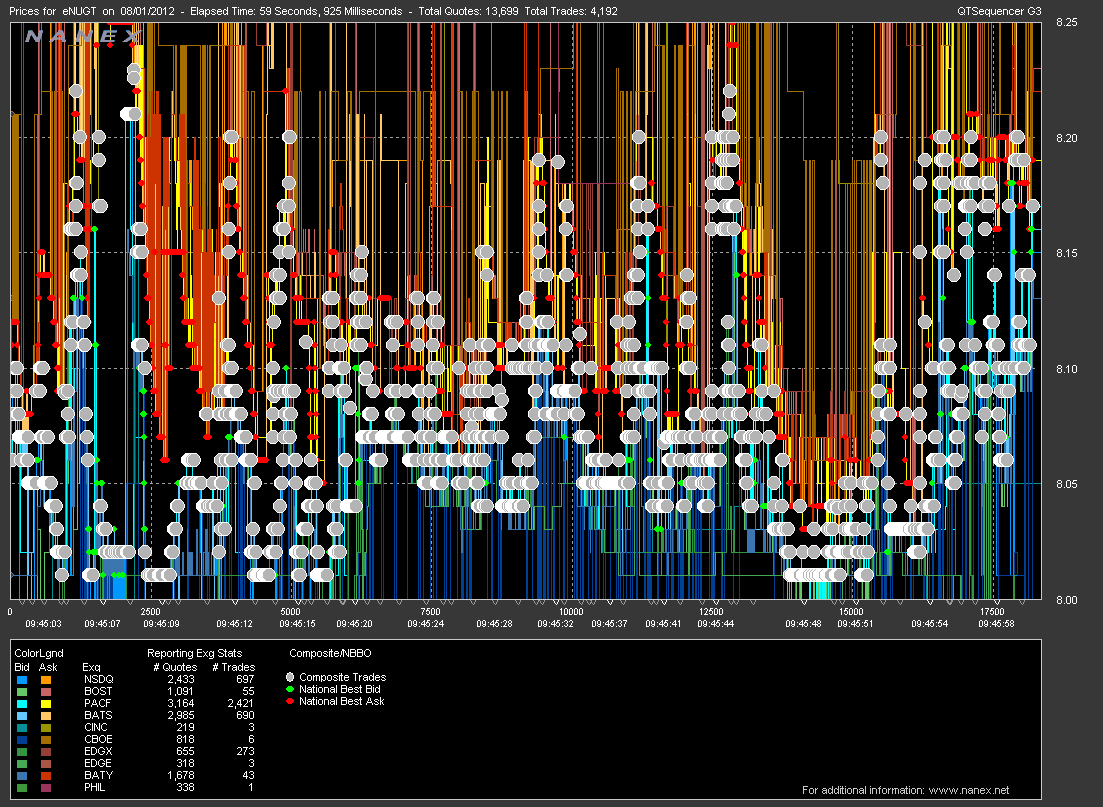 Prices for eNUGT on 08/01/2012 - Elapsed Time: 59 Seconds, 925 Milliseconds - Total Quotes: 13,699 Total Trades: 4,192 QTSequencer G3
NANEX
8.25
8.20
8.15
8.10
8.05
8.00
0 2500 5000 7500 10000 12500 15000 17500
09:45:03 09:45:07 09:45:09 09:45:12 09:45:15 09:45:20 09:45:24 09:45:28 09:45:32 09:45:37 09:45:41 09:45:44 09:45:48 09:45:51 09:45:58
ColorLgnd Reporting Exg Stats Composite/NBBO
Bid Ask Exq # Quotes # Trades
NSDQ 2,433 697
BOST 1,091 55
PACF 3,164 2,421
BATS 2,985 690
CINC 219 3
CBOE 818 6
EDGX 655 273
EDGE 318 3
BATY 1,678 43
PHIL 338 1
Composite Trades
National Best Bid
National Best Ask
For additional information: www.nanex.net